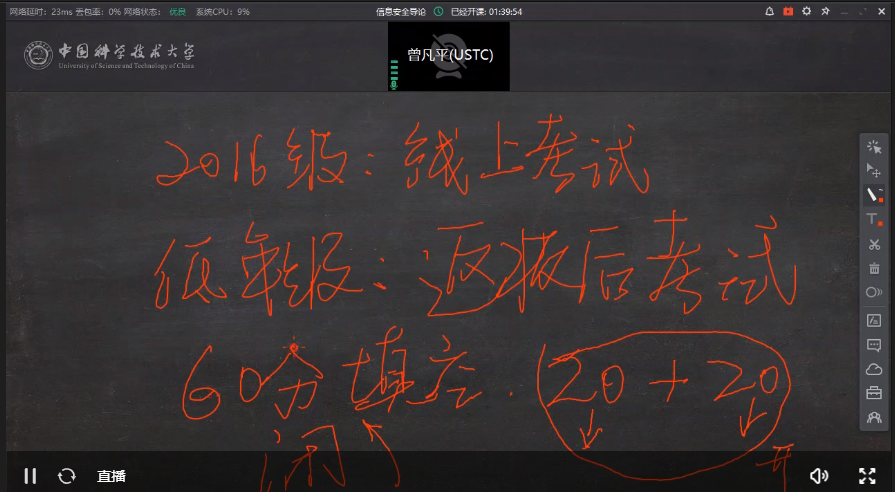 网络延时：23ms 丢包率：0% 网络状态： 优良 系统CPU：9% 信息安全导论 已经开课：01:39:54
中国科学技术大学
University of Science and Technology of China
曾凡平(USTC)
2016级：线上考试
低年级：返校后考试
60分填空. 20+20
闭 开
直播